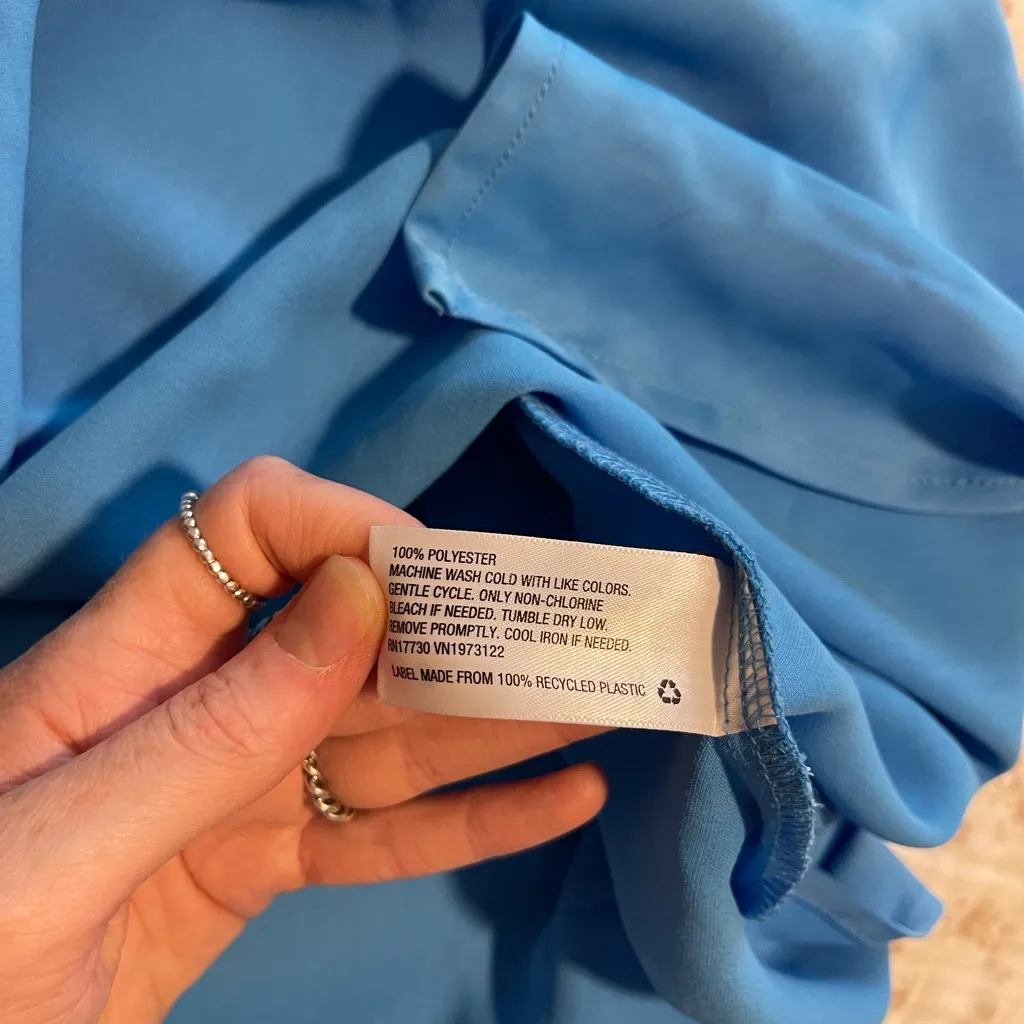 100% POLYESTER
MACHINE WASH COLD WITH LIKE COLORS.
GENTLE CYCLE. ONLY NON-CHLORINE
BLEACH IF NEEDED. TUMBLE DRY LOW.
REMOVE PROMPTLY. COOL IRON IF NEEDED.
RN17730 VN1973122
LABEL MADE FROM 100% RECYCLED PLASTIC